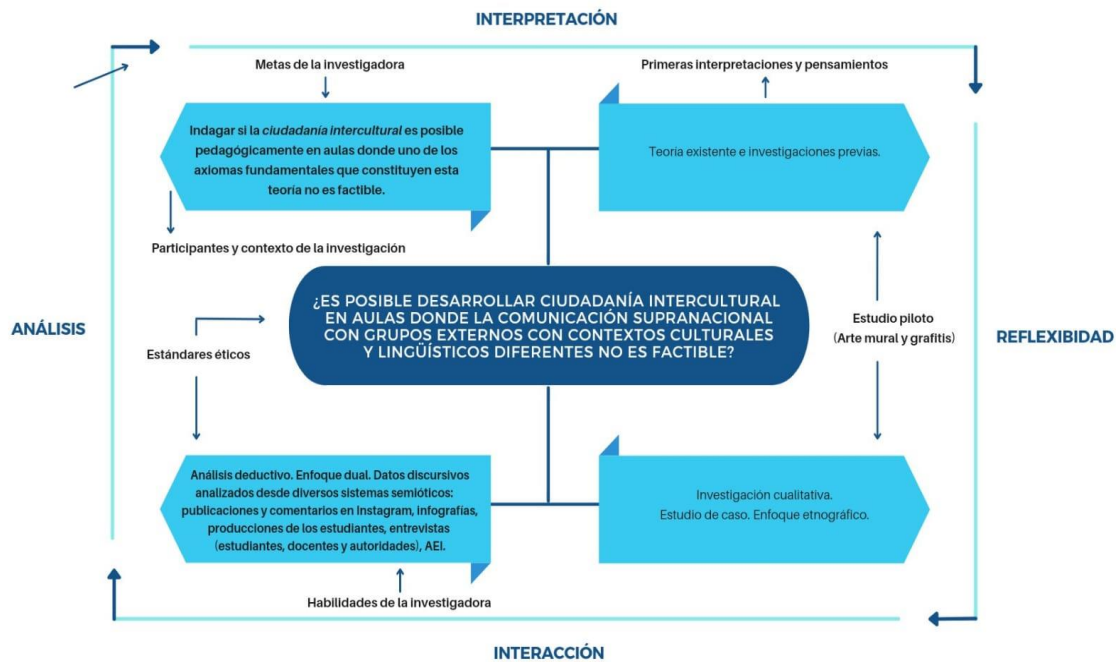 INTERPRETACIÓN
Metas de la investigadora
Primeras interpretaciones y pensamientos
Indagar si la ciudadanía intercultural es posible
pedagógicamente en aulas donde uno de los
axiomas fundamentales que constituyen esta
teoría no es factible.
Teoría existente e investigaciones previas.
Participantes y contexto de la investigación
ANÁLISIS
Estándares éticos
¿ES POSIBLE DESARROLLAR CIUDADANÍA INTERCULTURAL
EN AULAS DONDE LA COMUNICACIÓN SUPRANACIONAL
CON GRUPOS EXTERNOS CON CONTEXTOS CULTURALES
Y LINGÜÍSTICOS DIFERENTES NO ES FACTIBLE?
Estudio piloto
(Arte mural y grafitis)
REFLEXIBIDAD
Análisis deductivo. Enfoque dual. Datos discursivos
analizados desde diversos sistemas semióticos:
publicaciones y comentarios en Instagram, infografías,
producciones de los estudiantes, entrevistas
(estudiantes, docentes y autoridades), AEI.
Investigación cualitativa.
Estudio de caso. Enfoque etnográfico.
Habilidades de la investigadora
INTERACCIÓN